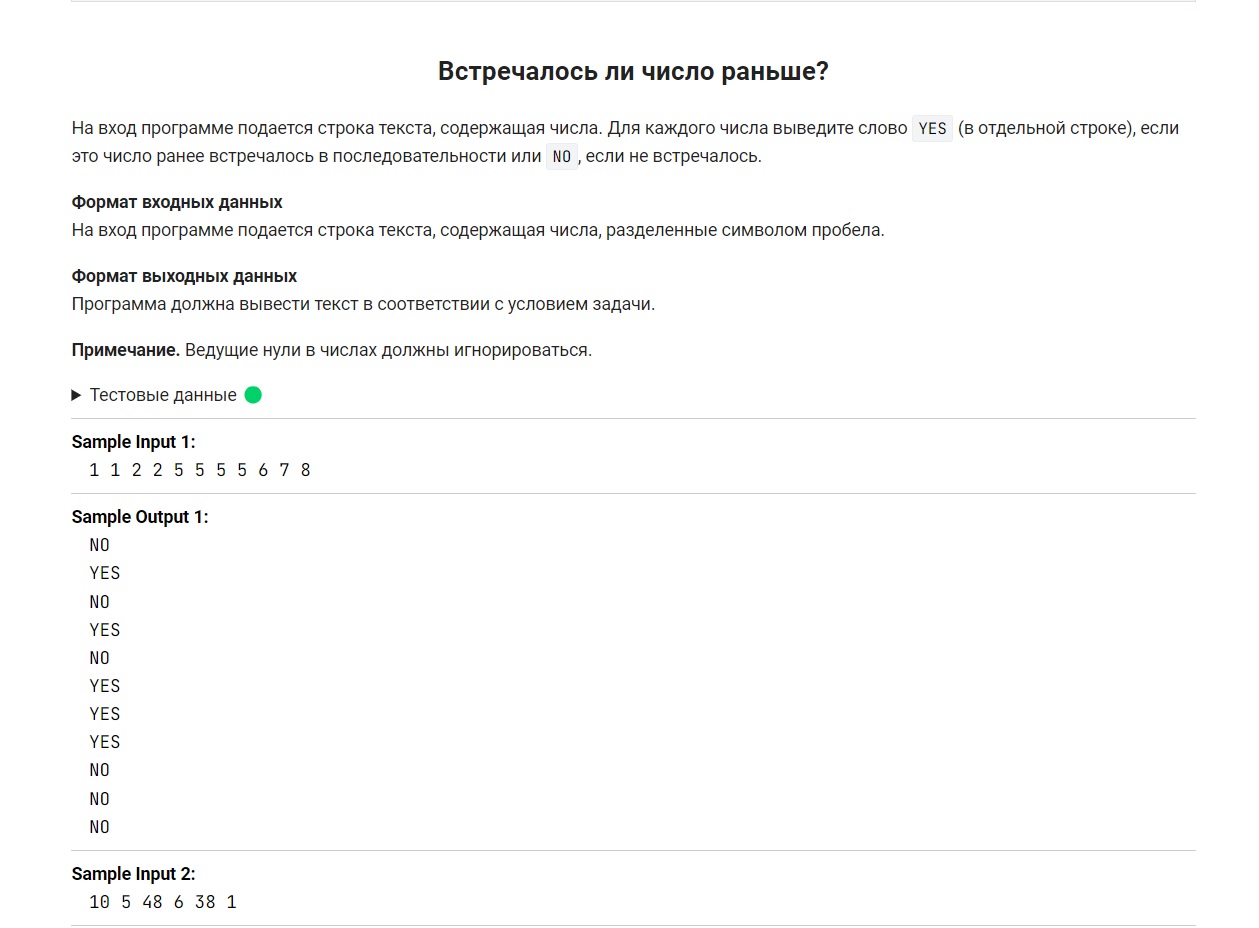 Встречалось ли число раньше?
На вход программе подается строка текста, содержащая числа. Для каждого числа выведите слово YES (в отдельной строке), если
это число ранее встречалось в последовательности или NO, если не встречалось.
Формат входных данных
На вход программе подается строка текста, содержащая числа, разделенные символом пробела.
Формат выходных данных
Программа должна вывести текст в соответствии с условием задачи.
Примечание. Ведущие нули в числах должны игнорироваться.
Тестовые данные
Sample Input 1:
1 1 2 2 5 5 5 5 6 7 8
Sample Output 1:
NO
YES
NO
YES
NO
YES
YES
YES
NO
NO
NO
Sample Input 2:
10 5 48 6 38 1